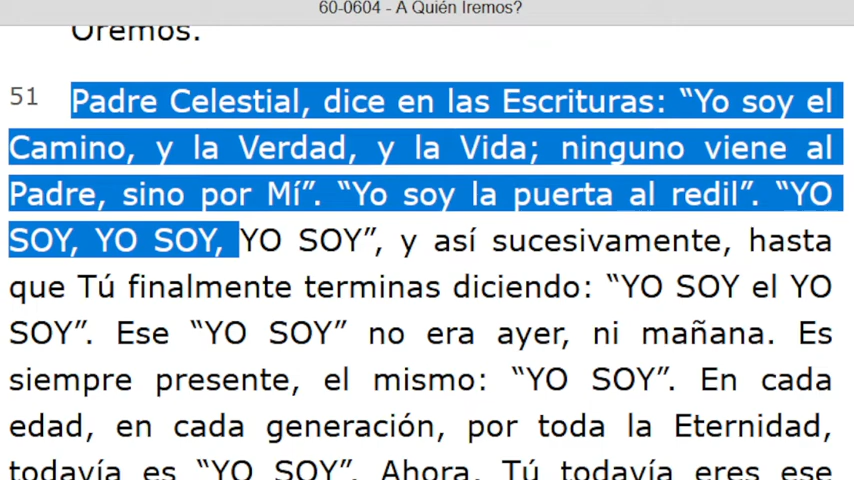 60-0604 - A Quién Iremos?
Oremos.
51 Padre Celestial, dice en las Escrituras: “Yo soy el
Camino, y la Verdad, y la Vida; ninguno viene al
Padre, sino por Mí”. “Yo soy la puerta al redil”. “YO
SOY, YO SOY, YO SOY”, y así sucesivamente, hasta
que Tú finalmente terminas diciendo: “YO SOY el YO
SOY”. Ese “YO SOY” no era ayer, ni mañana. Es
siempre presente, el mismo: “YO SOY”. En cada
edad, en cada generación, por toda la Eternidad,
todavía es “YO SOY”. Ahora, Tú todavía eres ese